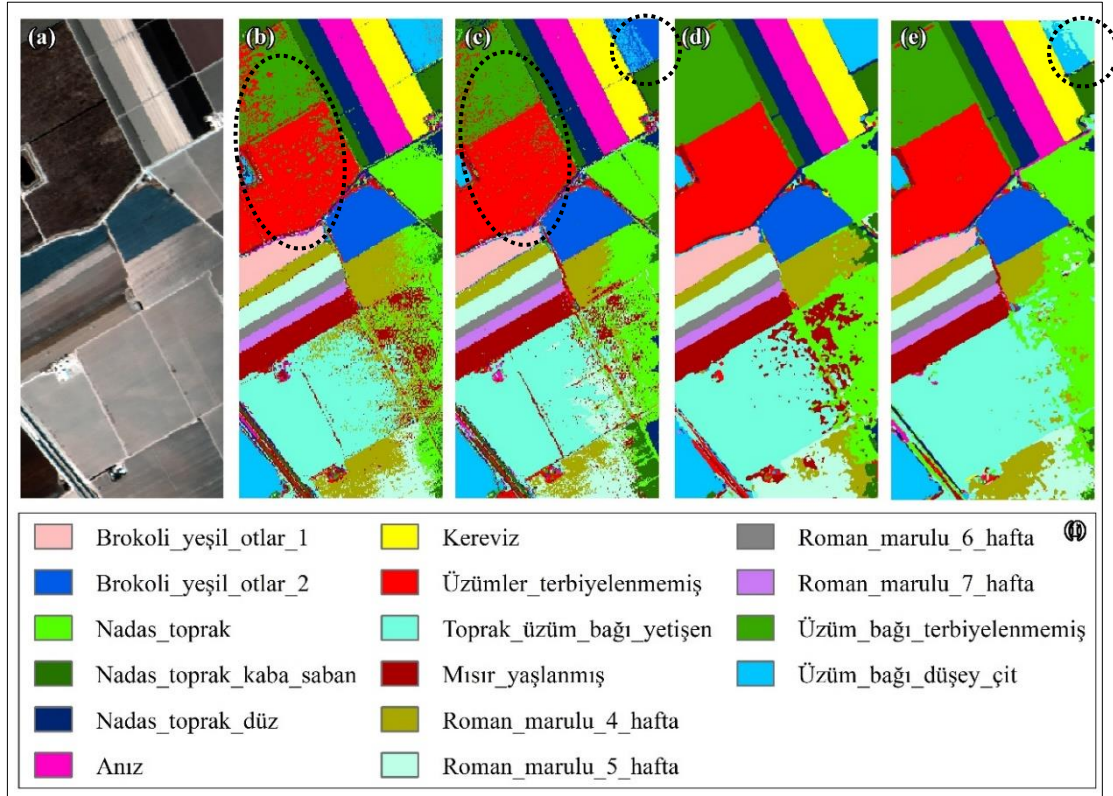 (a) (b) (c) (d) (e)
Brokoli_yeşil_otlar_1
Brokoli_yeşil_otlar_2
Nadas_toprak
Nadas_toprak_kaba_saban
Nadas_toprak_düz
Anız
Kereviz
Üzümler_terbiyelenmemiş
Toprak_üzüm_bağı_yetişen
Mısır_yaşlanmış
Roman_marulu_4_hafta
Roman_marulu_5_hafta
Roman_marulu_6_hafta
Roman_marulu_7_hafta
Üzüm_bağı_terbiyelenmemiş
Üzüm_bağı_düşey_çit